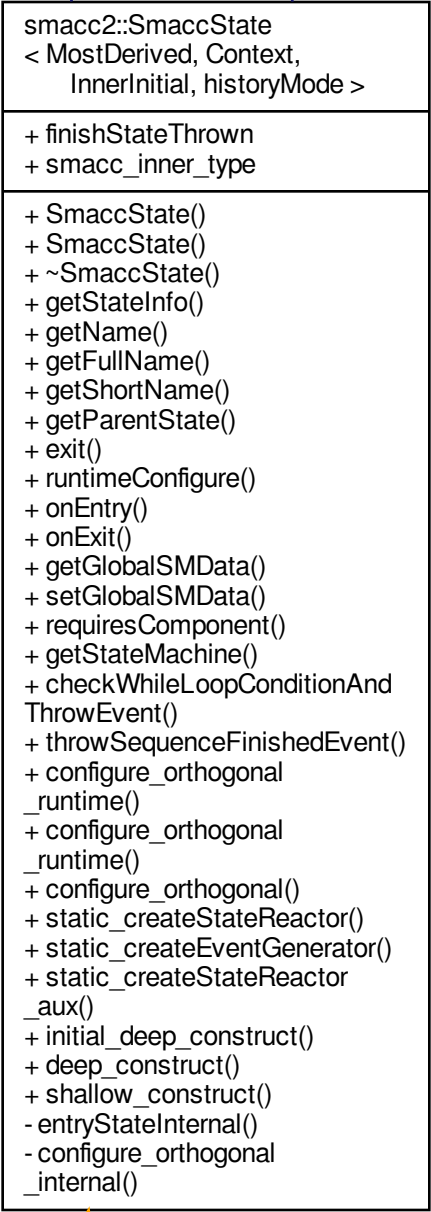 smacc2::SmaccState
< MostDerived, Context,
InnerInitial, historyMode >
+ finishStateThrown
+ smacc_inner_type
+ SmaccState()
+ SmaccState()
+ ~SmaccState()
+ getStateInfo()
+ getName()
+ getFullName()
+ getShortName()
+ getParentState()
+ exit()
+ runtimeConfigure()
+ onEntry()
+ onExit()
+ getGlobalSMData()
+ setGlobalSMData()
+ requiresComponent()
+ getStateMachine()
+ checkWhileLoopConditionAnd
ThrowEvent()
+ throwSequenceFinishedEvent()
+ configure_orthogonal
_runtime()
+ configure_orthogonal
_runtime()
+ configure_orthogonal()
+ static_createStateReactor()
+ static_createEventGenerator()
+ static_createStateReactor
_aux()
+ initial_deep_construct()
+ deep_construct()
+ shallow_construct()
- entryStateInternal()
- configure_orthogonal
_internal()